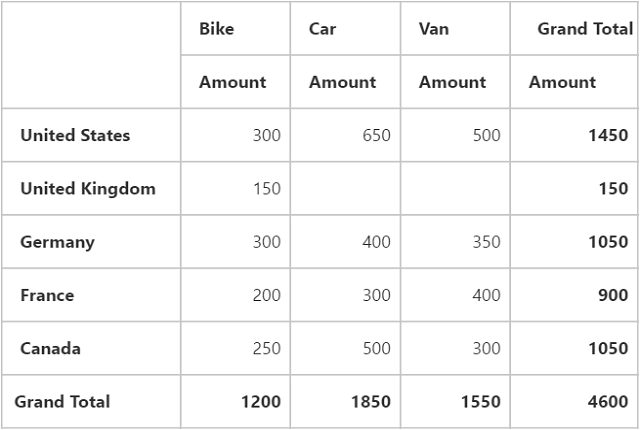 Bike Car Van Grand Total
Amount Amount Amount Amount
United States 300 650 500 1450
United Kingdom 150 150
Germany 300 400 350 1050
France 200 300 400 900
Canada 250 500 300 1050
Grand Total 1200 1850 1550 4600